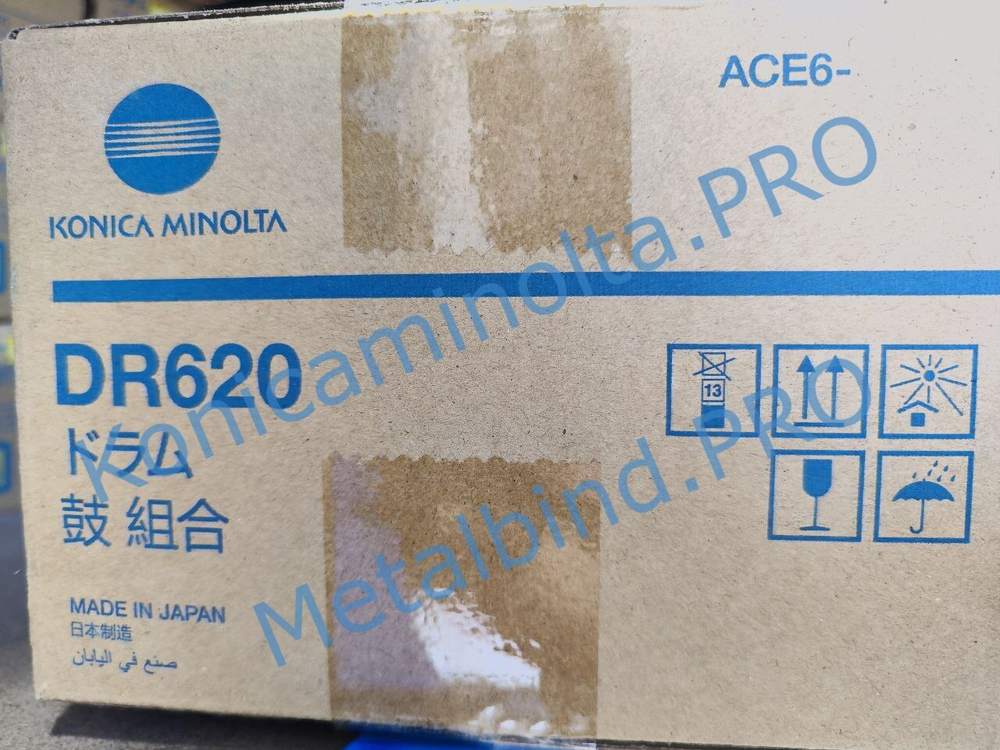 ACE6-
KONICA MINOLTA
DR620
ドラム
鼓 組合
13
MADE IN JAPAN
日本制造
صنع في اليابان
Konicaminolta.PRO
Metalbind.PRO